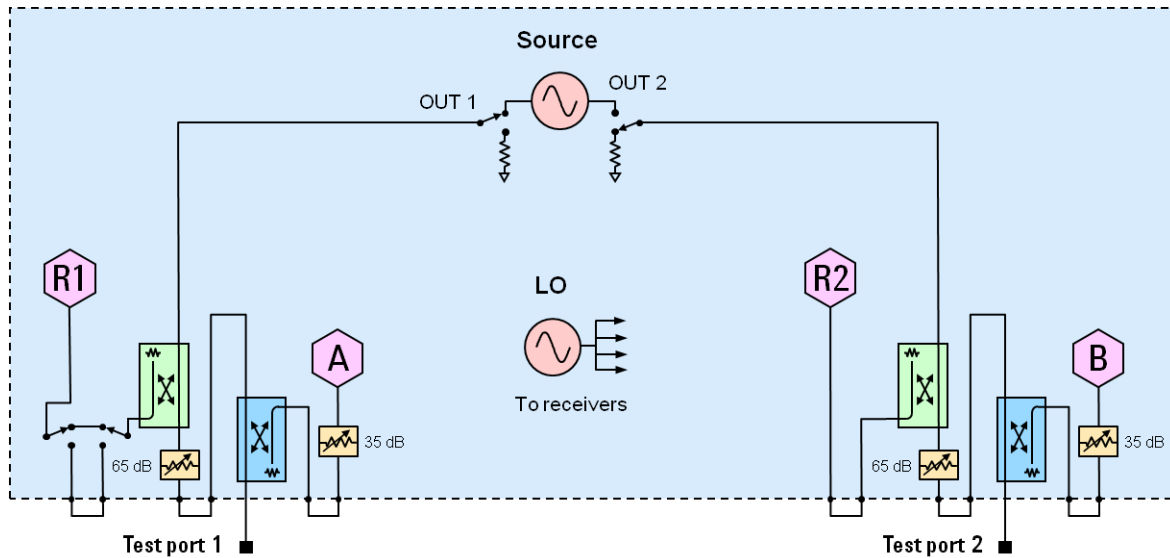 Source
OUT 1
OUT 2
R1
R2
LO
A
B
To receivers
65 dB
35 dB
65 dB
35 dB
Test port 1
Test port 2